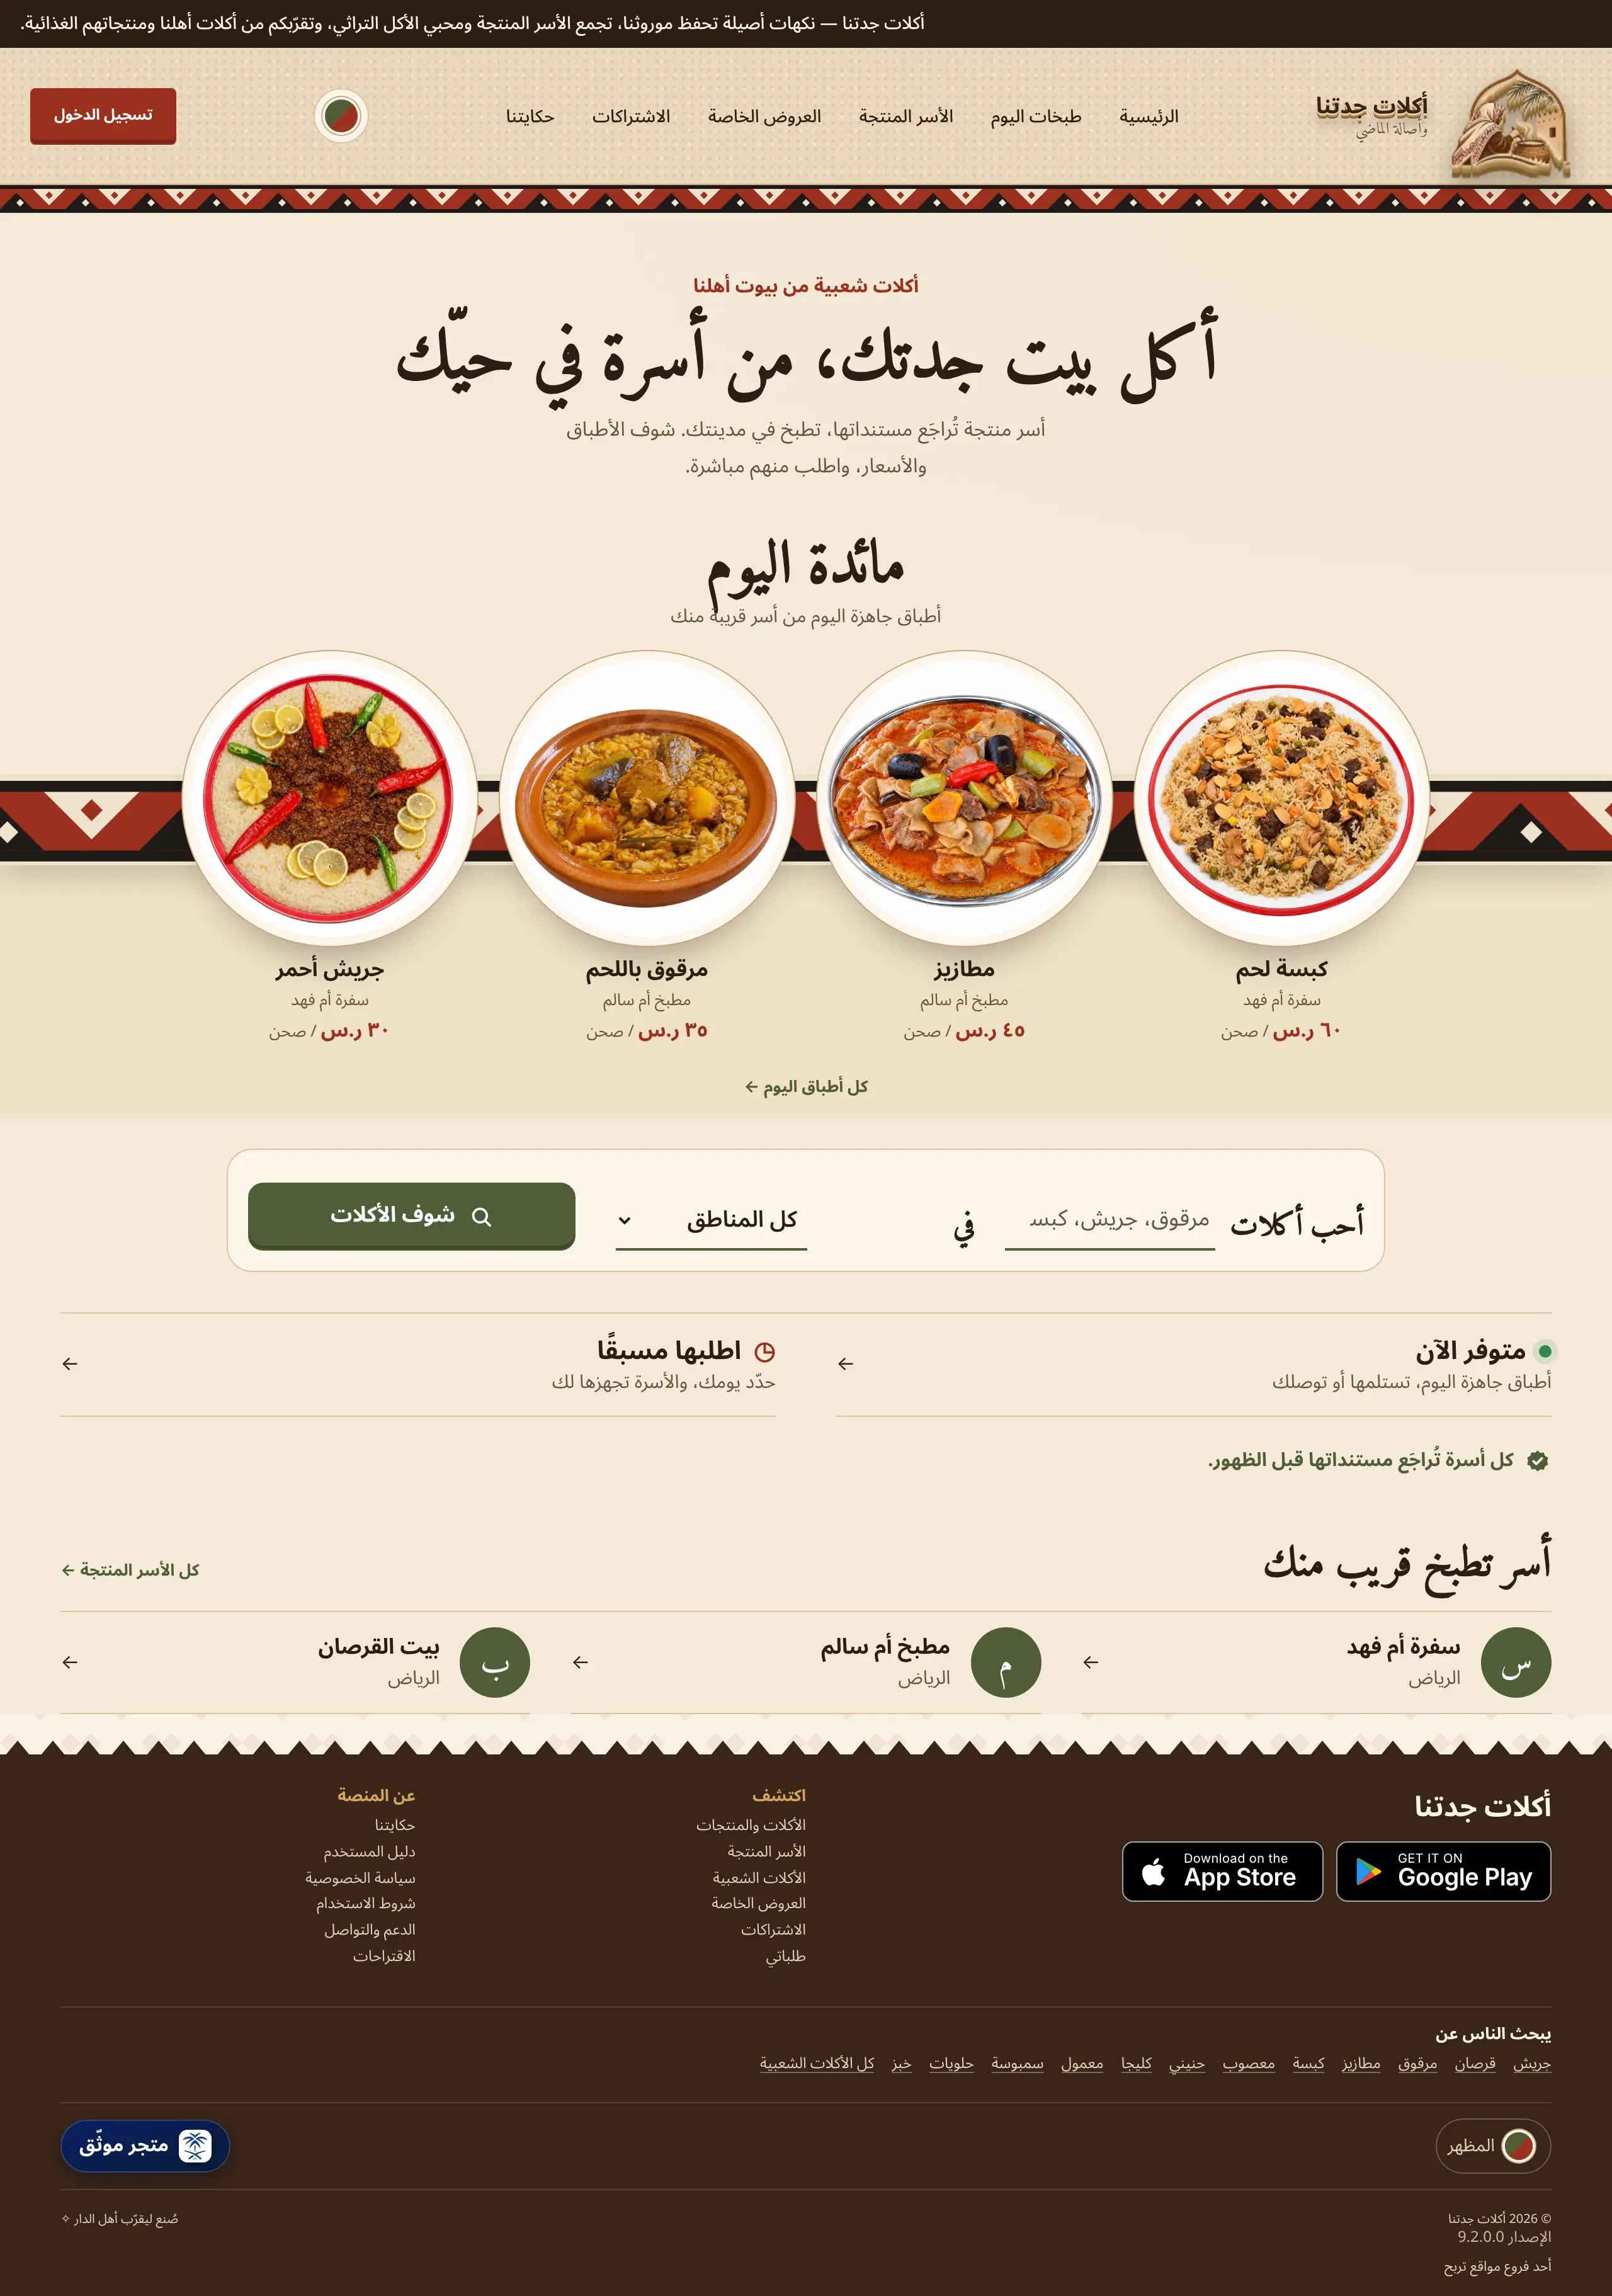 أكلات جدتنا — نكهات أصيلة تحفظ موروثنا، تجمع الأسر المنتجة ومحبي الأكل التراثي، وتقرّبكم من أكلات أهلنا ومنتجاتهم الغذائية.
أكلات جدتنا
وأصالة الماضي
الرئيسية
طبخات اليوم
الأسر المنتجة
العروض الخاصة
الاشتراكات
حكايتنا
تسجيل الدخول
أكلات شعبية من بيوت أهلنا
أكل بيت جدتك، من أسرة في حيّك
أسر منتجة تُراجَع مستنداتها، تطبخ في مدينتك. شوف الأطباق
والأسعار، واطلب منهم مباشرة.
مائدة اليوم
أطباق جاهزة اليوم من أسر قريبة منك
كبسة لحم
سفرة أم فهد
٦٠ ر.س / صحن
مطازيز
مطبخ أم سالم
٤٥ ر.س / صحن
مرقوق باللحم
مطبخ أم سالم
٣٥ ر.س / صحن
جريش أحمر
سفرة أم فهد
٣٠ ر.س / صحن
كل أطباق اليوم ←
أحب أكلات
مرقوق، جريش، كبس
في
كل المناطق
شوف الأكلات
متوفر الآن
أطباق جاهزة اليوم، تستلمها أو توصلك
←
اطلبها مسبقًا
حدّد يومك، والأسرة تجهزها لك
←
كل أسرة تُراجَع مستنداتها قبل الظهور.
أسر تطبخ قريب منك
كل الأسر المنتجة ←
س
سفرة أم فهد
الرياض
←
م
مطبخ أم سالم
الرياض
←
ب
بيت القرصان
الرياض
←
أكلات جدتنا
GET IT ON
Google Play
Download on the
App Store
اكتشف
الأكلات والمنتجات
الأسر المنتجة
الأكلات الشعبية
العروض الخاصة
الاشتراكات
طلباتي
عن المنصة
حكايتنا
دليل المستخدم
سياسة الخصوصية
شروط الاستخدام
الدعم والتواصل
الاقتراحات
يبحث الناس عن
جريش قرصان مرقوق مطازيز كبسة معصوب حنيني كليجا معمول سمبوسة حلويات خبز كل الأكلات الشعبية
المظهر
متجر موثّق
© 2026 أكلات جدتنا
الإصدار 9.2.0.0
أحد فروع مواقع تربح
صُنع ليقرّب أهل الدار ✧